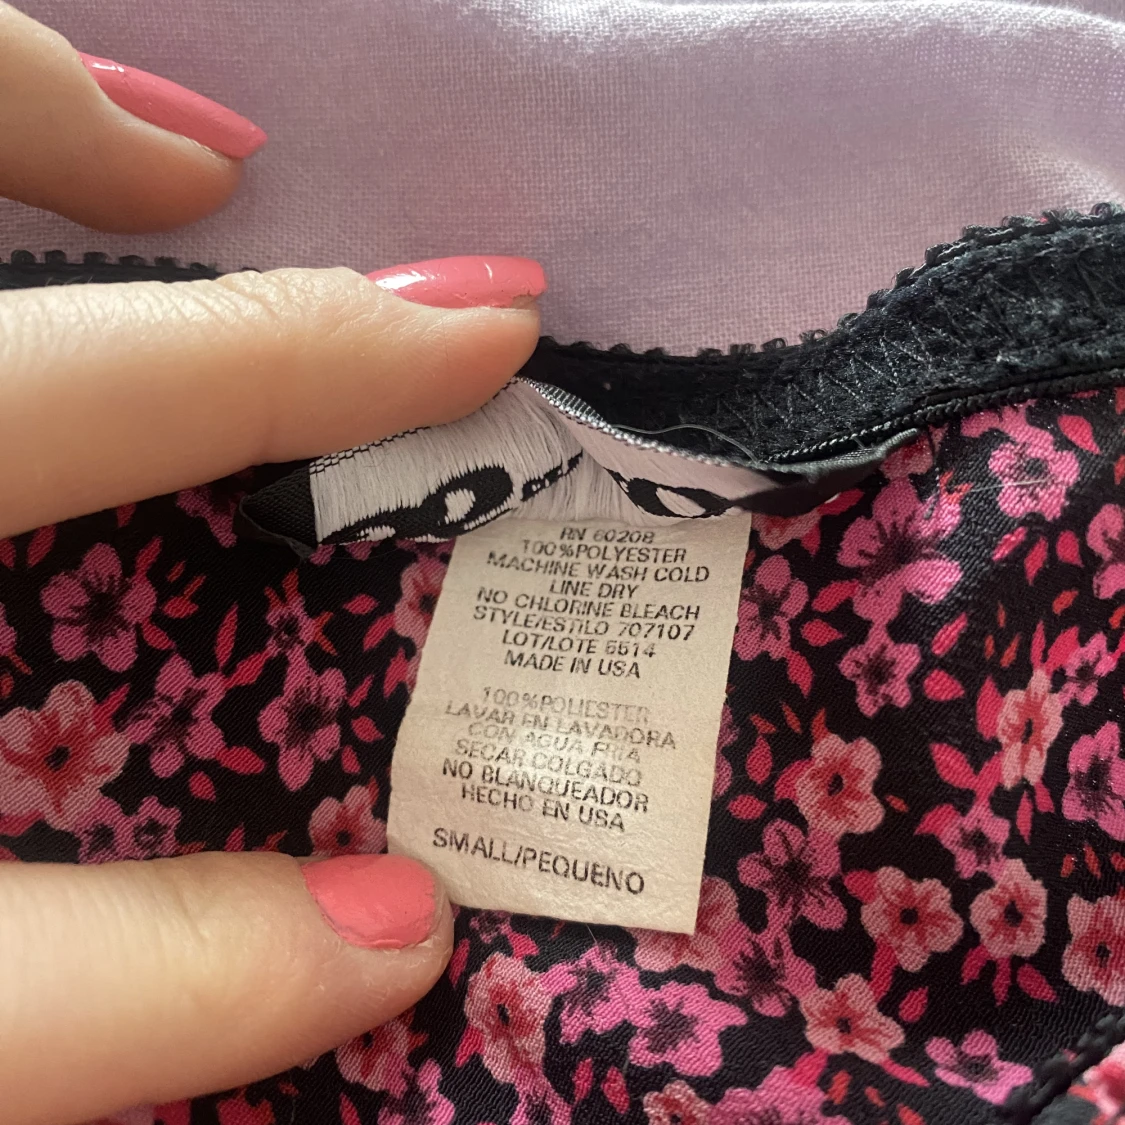 RN 60208
100%POLYESTER
MACHINE WASH COLD
LINE DRY
NO CHLORINE BLEACH
STYLE/ESTILO 707107
LOT/LOTE 6514
MADE IN USA
100%POLIESTER
LAVAR EN LAVADORA
CON AGUA FRIA
SECAR COLGADO
NO BLANQUEADOR
HECHO EN USA
SMALL/PEQUENO